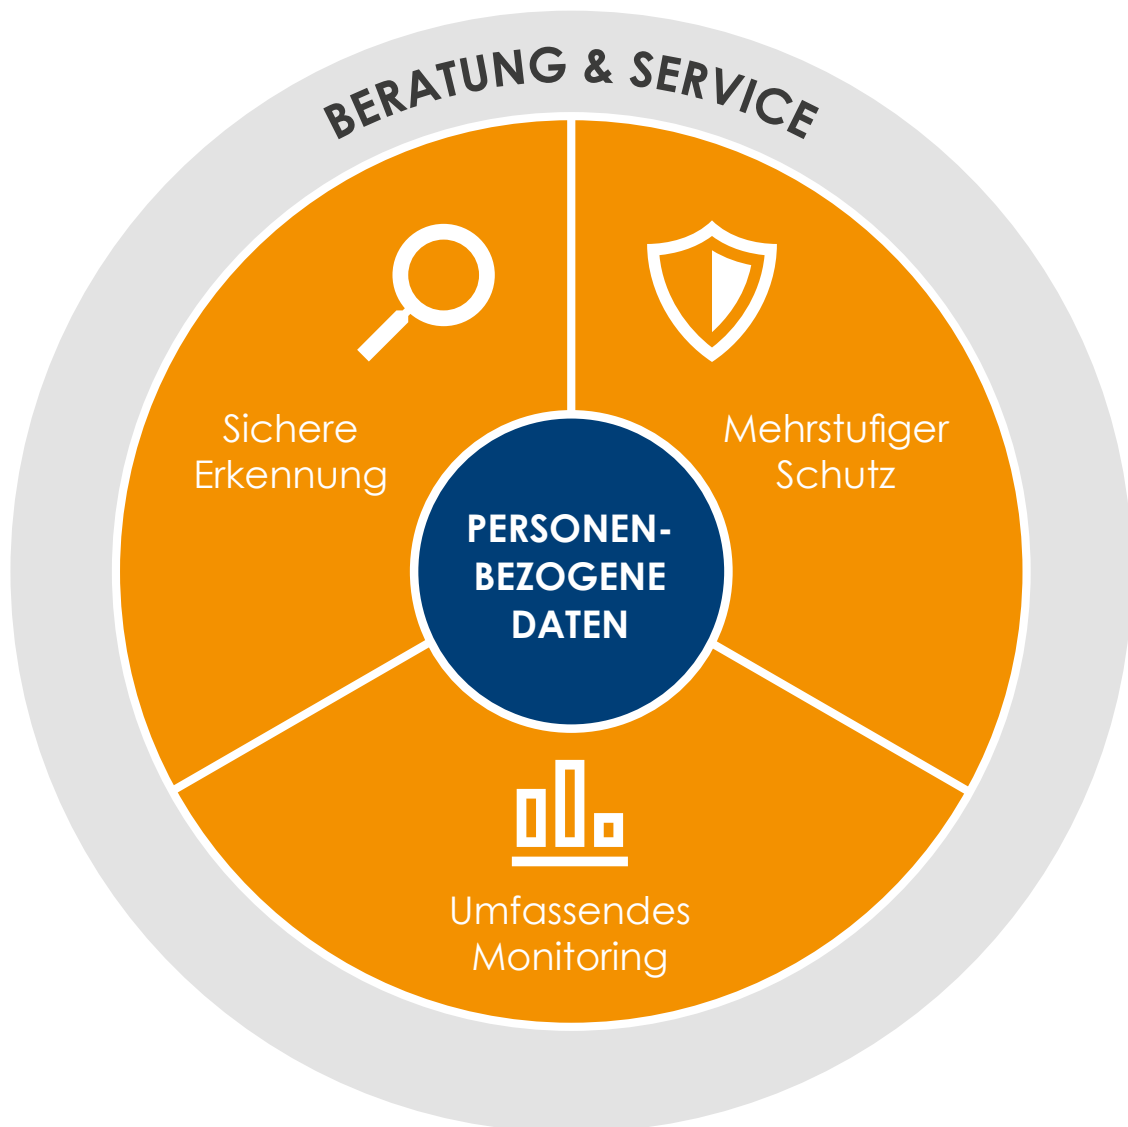 BERATUNG & SERVICE
Sichere
Erkennung
Mehrstufiger
Schutz
PERSONEN-
BEZOGENE
DATEN
Umfassendes
Monitoring